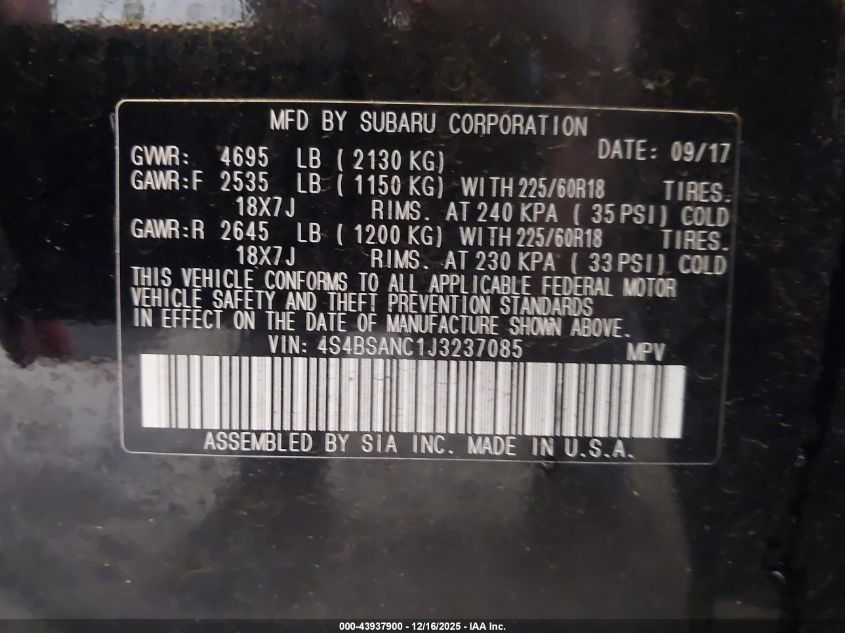 MFD BY SUBARU CORPORATION
GVWR: 4695 LB ( 2130 KG) DATE: 09/17
GAWR:F 2535 LB ( 1150 KG) WITH 225/60R18 TIRES.
18X7J RIMS. AT 240 KPA ( 35 PSI) COLD
GAWR:R 2645 LB ( 1200 KG) WITH 225/60R18 TIRES.
18X7J RIMS. AT 230 KPA ( 33 PSI) COLD
THIS VEHICLE CONFORMS TO ALL APPLICABLE FEDERAL MOTOR
VEHICLE SAFETY AND THEFT PREVENTION STANDARDS
IN EFFECT ON THE DATE OF MANUFACTURE SHOWN ABOVE.
VIN: 4S4BSANC1J3237085 MPV
ASSEMBLED BY SIA INC. MADE IN U.S.A.
000-43937900 - 12/16/2025 - IAA Inc.